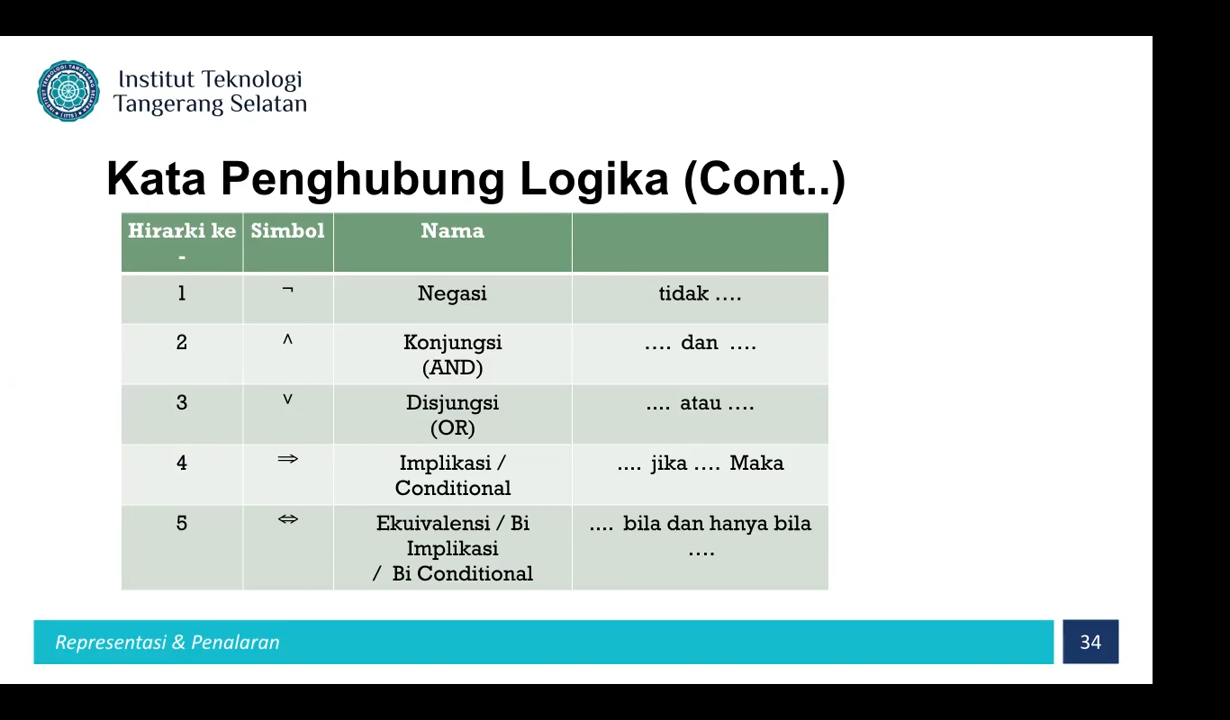 Institut Teknologi
Tangerang Selatan
Kata Penghubung Logika (Cont..)
Hirarki ke - Simbol Nama
1 ¬ Negasi tidak ....
2 ^ Konjungsi (AND) .... dan ....
3 v Disjungsi (OR) .... atau ....
4 ⇒ Implikasi / Conditional .... jika .... Maka
5 ⇔ Ekuivalensi / Bi Implikasi / Bi Conditional .... bila dan hanya bila ....
Representasi & Penalaran
34